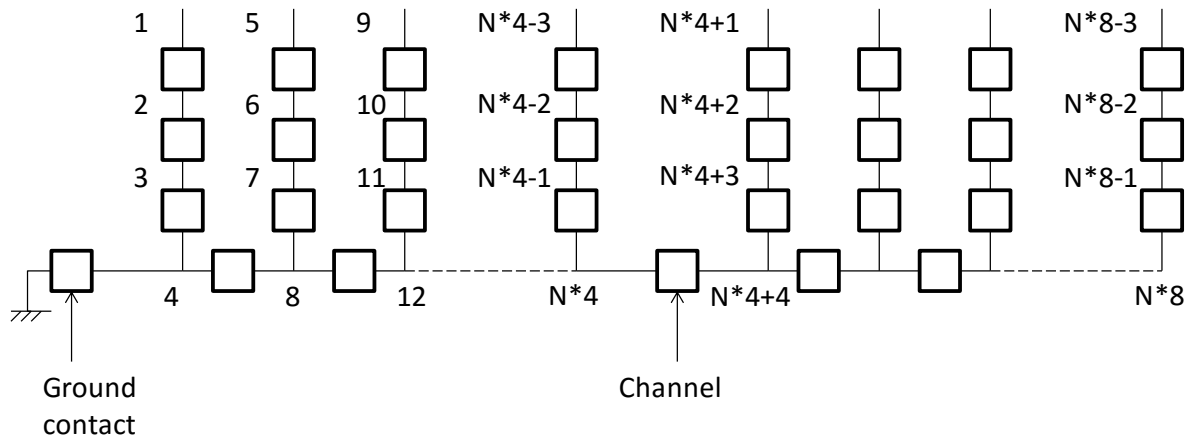 1 5 9 N*4-3 N*4+1 N*8-3
2 6 10 N*4-2 N*4+2 N*8-2
3 7 11 N*4-1 N*4+3 N*8-1
4 8 12 N*4 N*4+4 N*8
Ground Channel
contact